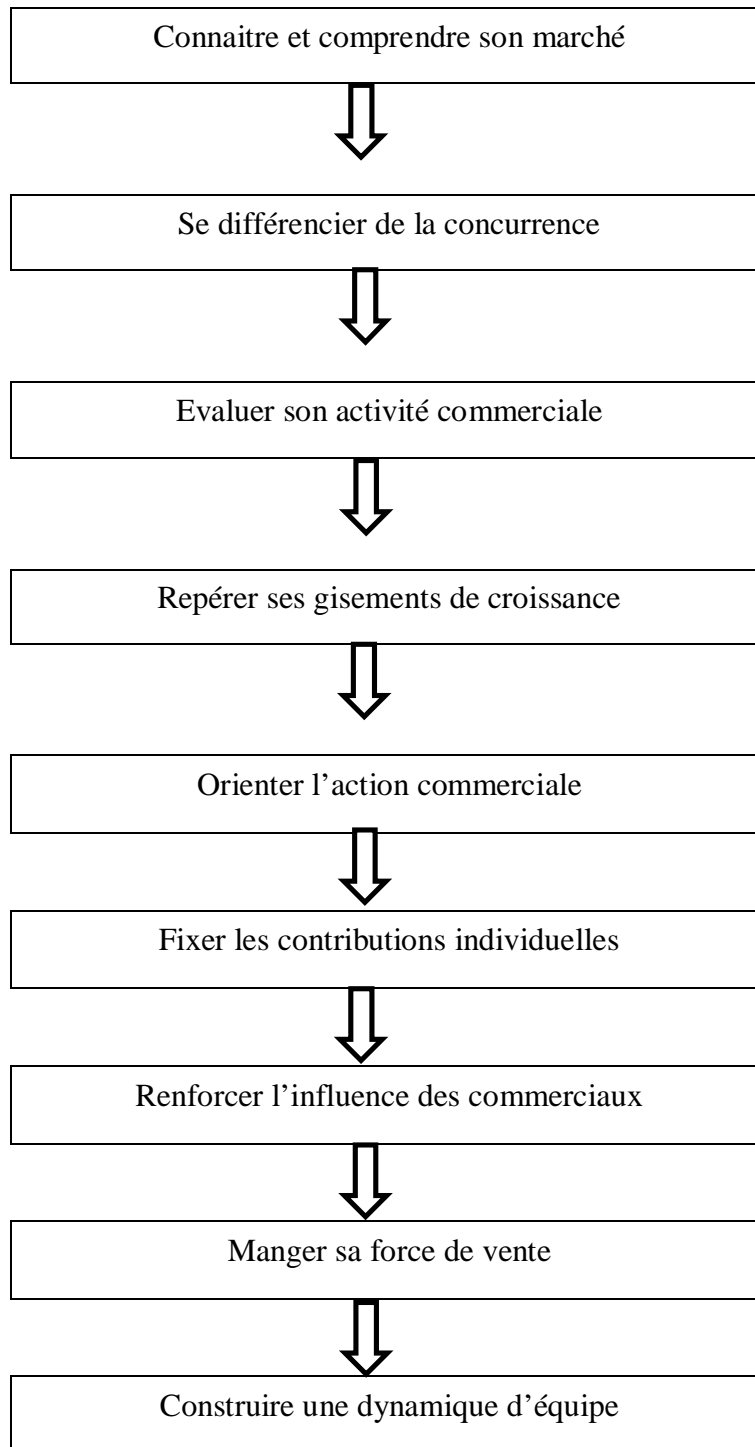 Connaitre et comprendre son marché
Se différencier de la concurrence
Evaluer son activité commerciale
Repérer ses gisements de croissance
Orienter l’action commerciale
Fixer les contributions individuelles
Renforcer l’influence des commerciaux
Manger sa force de vente
Construire une dynamique d’équipe